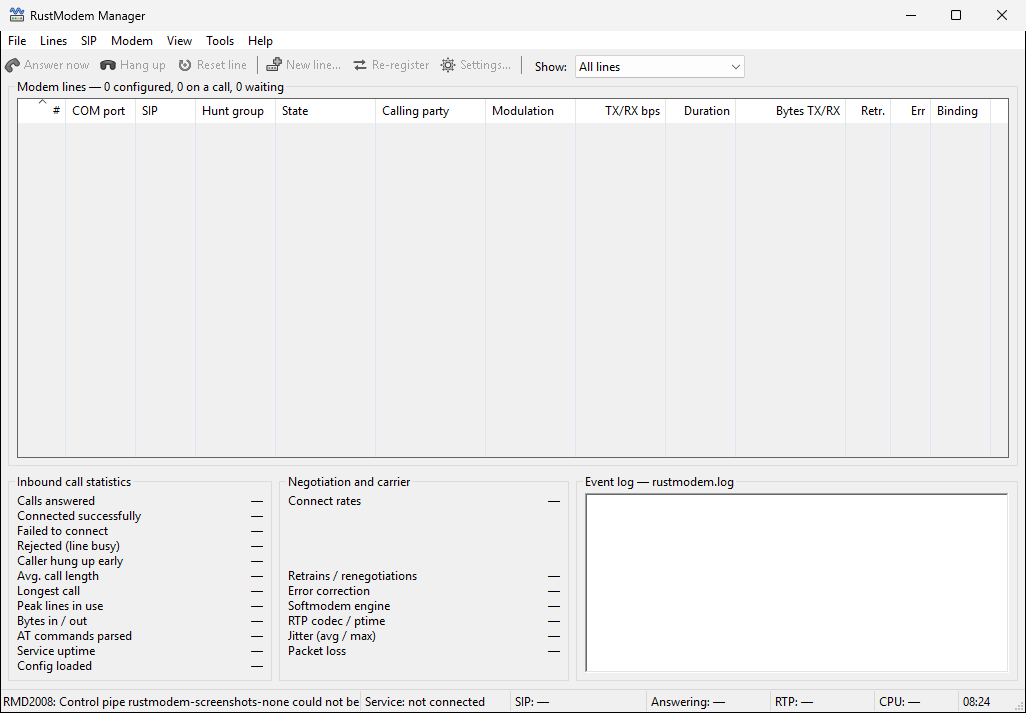 RustModem Manager
File Lines SIP Modem View Tools Help
Answer now Hang up Reset line New line... Re-register Settings... Show: All lines
Modem lines — 0 configured, 0 on a call, 0 waiting
# COM port SIP Hunt group State Calling party Modulation TX/RX bps Duration Bytes TX/RX Retr. Err Binding
Inbound call statistics
Calls answered —
Connected successfully —
Failed to connect —
Rejected (line busy) —
Caller hung up early —
Avg. call length —
Longest call —
Peak lines in use —
Bytes in / out —
AT commands parsed —
Service uptime —
Config loaded —
Negotiation and carrier
Connect rates —
Retrains / renegotiations —
Error correction —
Softmodem engine —
RTP codec / ptime —
Jitter (avg / max) —
Packet loss —
Event log — rustmodem.log
RMD2008: Control pipe rustmodem-screenshots-none could not be Service: not connected SIP: — Answering: — RTP: — CPU: — 08:24